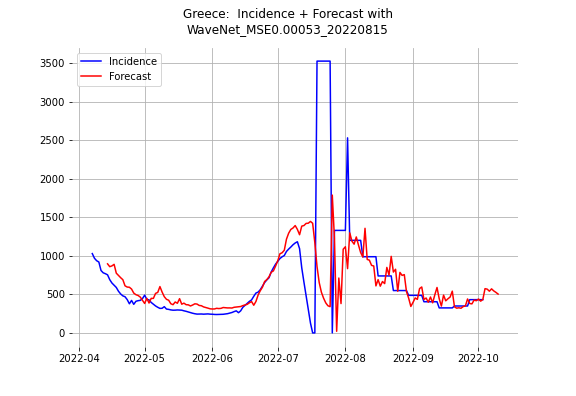 Greece:  Incidence + Forecast with
WaveNet_MSE0.00053_20220815
Incidence
Forecast
3500
3000
2500
2000
1500
1000
500
0
2022-04 2022-05 2022-06 2022-07 2022-08 2022-09 2022-10